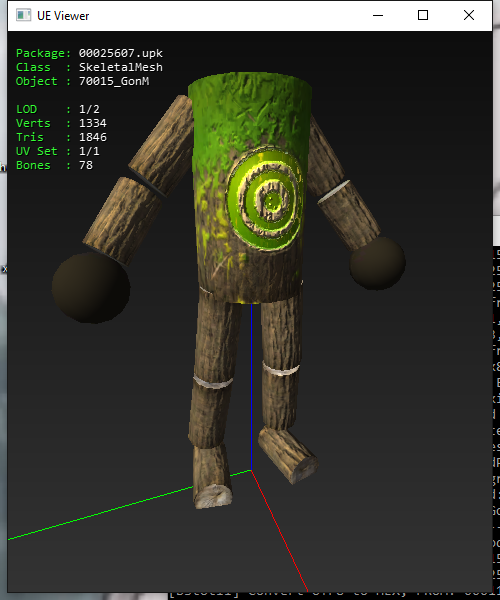 UE Viewer
Package: 00025607.upk
Class  : SkeletalMesh
Object : 70015_GonM
LOD    : 1/2
Verts  : 1334
Tris   : 1846
UV Set : 1/1
Bones  : 78